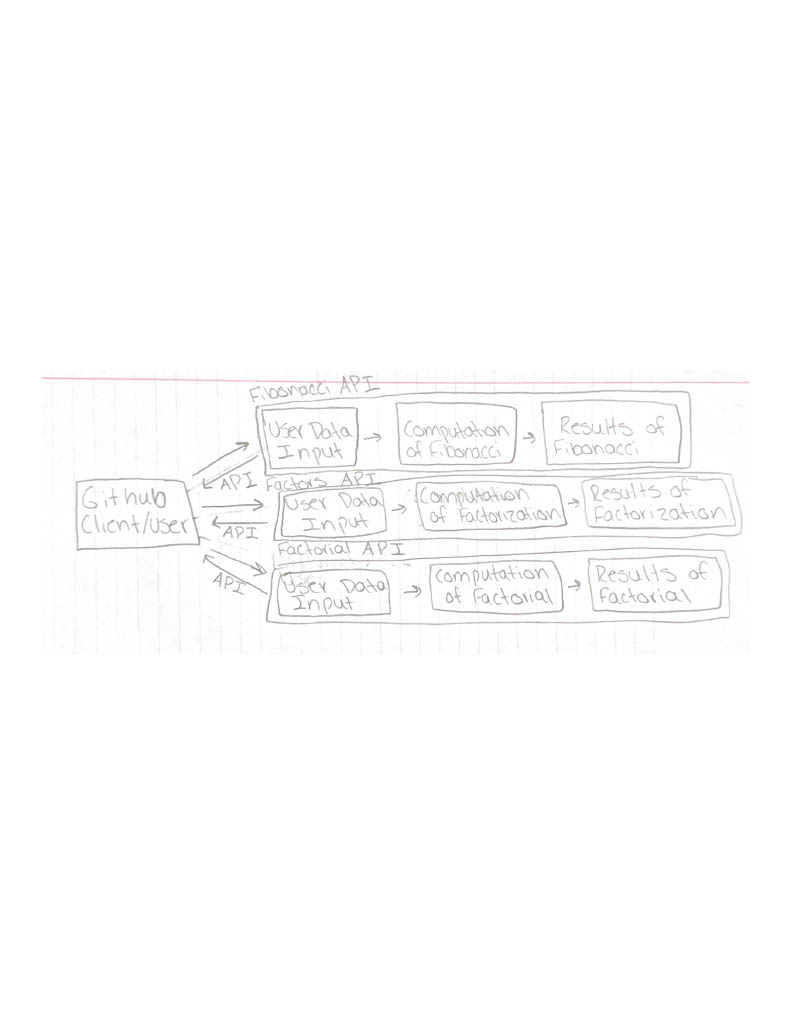 Fibonacci API
User Data
Input
Computation
of Fibonacci
Results of
Fibonacci
API
Factors API
Github
Client/User
User Data
Input
Computation
of Factorization
Results of
Factorization
API
Factorial API
User Data
Input
Computation
of Factorial
Results of
Factorial
API